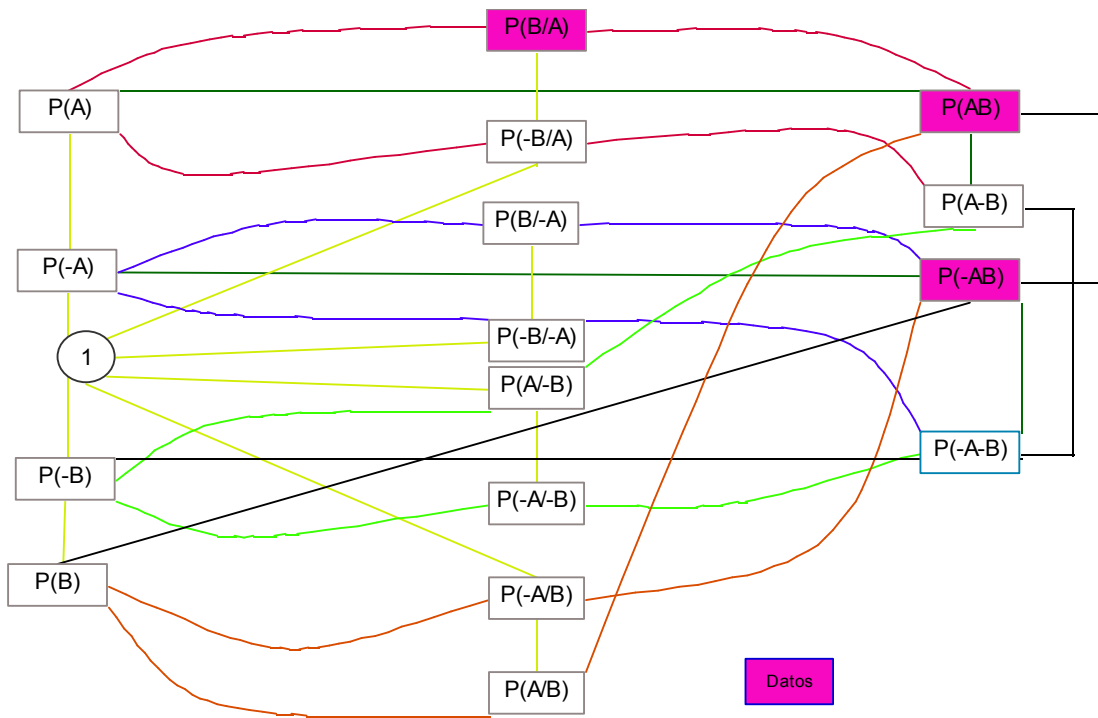 P(B/A)
P(A)
P(AB)
P(-B/A)
P(A-B)
P(B/-A)
P(-A)
P(-AB)
P(-B/-A)
1
P(A/-B)
P(-A-B)
P(-B)
P(-A/-B)
P(B)
P(-A/B)
P(A/B)
Datos